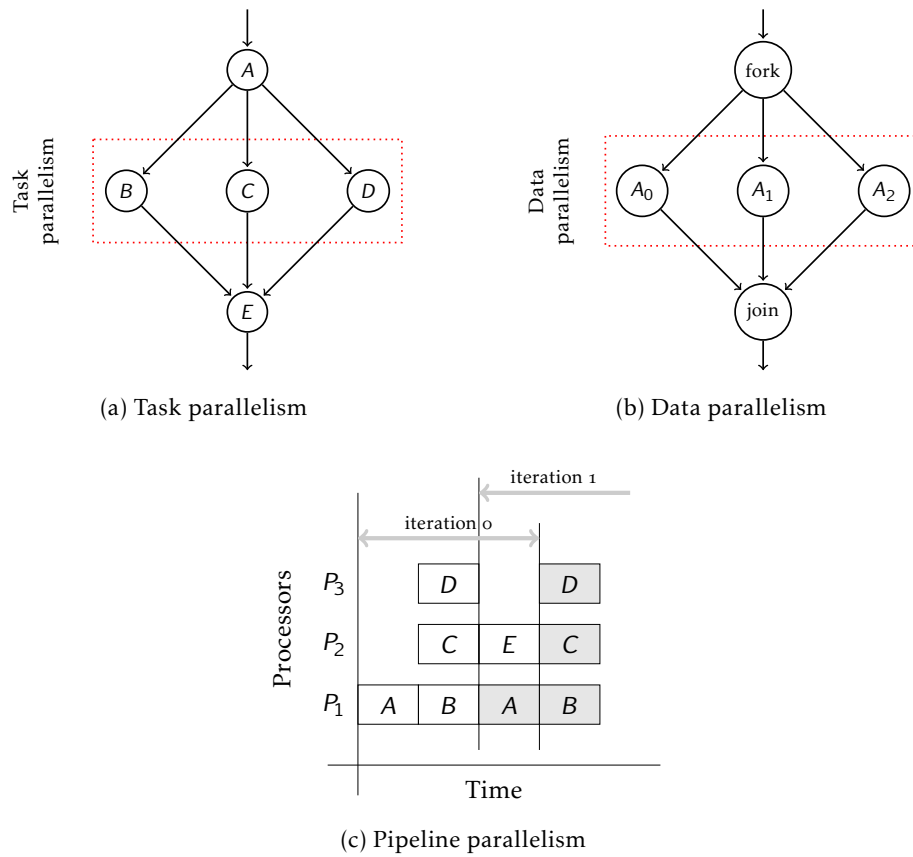 A
Task
parallelism
B
C
D
E
(a) Task parallelism
fork
Data
parallelism
A0
A1
A2
join
(b) Data parallelism
iteration 1
iteration 0
Processors
P3
D
D
P2
C
E
C
P1
A
B
A
B
Time
(c) Pipeline parallelism